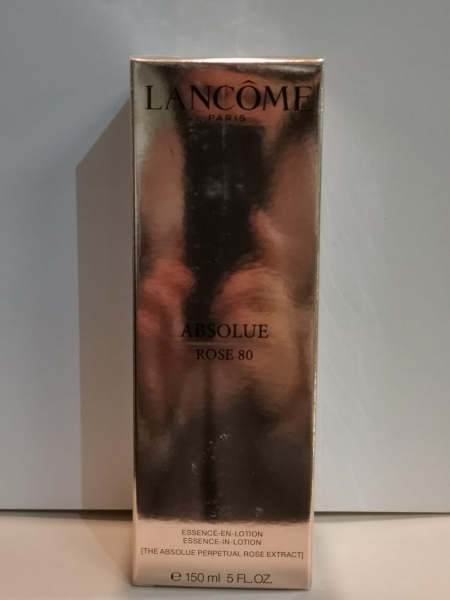 LANCÔME
PARIS
ABSOLUE
ROSE 80
ESSENCE-EN-LOTION
ESSENCE-IN-LOTION
[THE ABSOLUE PERPETUAL ROSE EXTRACT]
℮ 150 ml 5 FL.OZ.